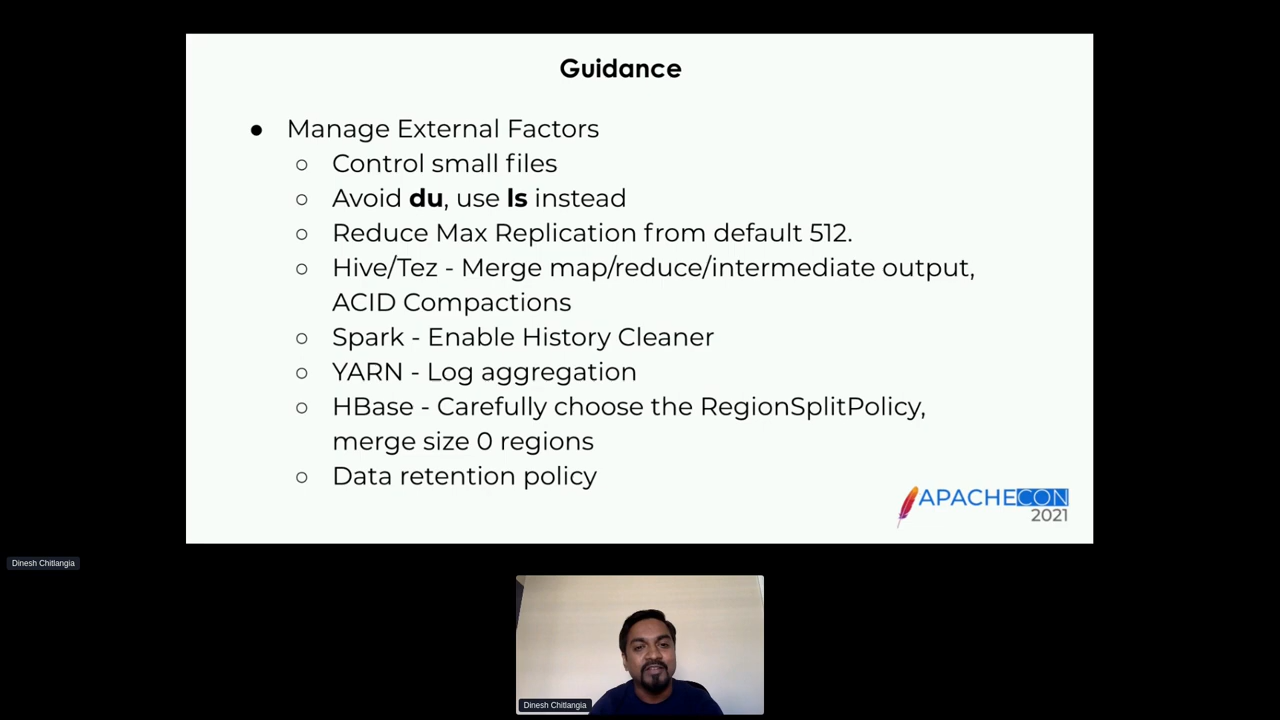 Guidance
● Manage External Factors
○ Control small files
○ Avoid du, use ls instead
○ Reduce Max Replication from default 512.
○ Hive/Tez - Merge map/reduce/intermediate output,
ACID Compactions
○ Spark - Enable History Cleaner
○ YARN - Log aggregation
○ HBase - Carefully choose the RegionSplitPolicy,
merge size 0 regions
○ Data retention policy
APACHECON
2021
Dinesh Chitlangia
Dinesh Chitlangia